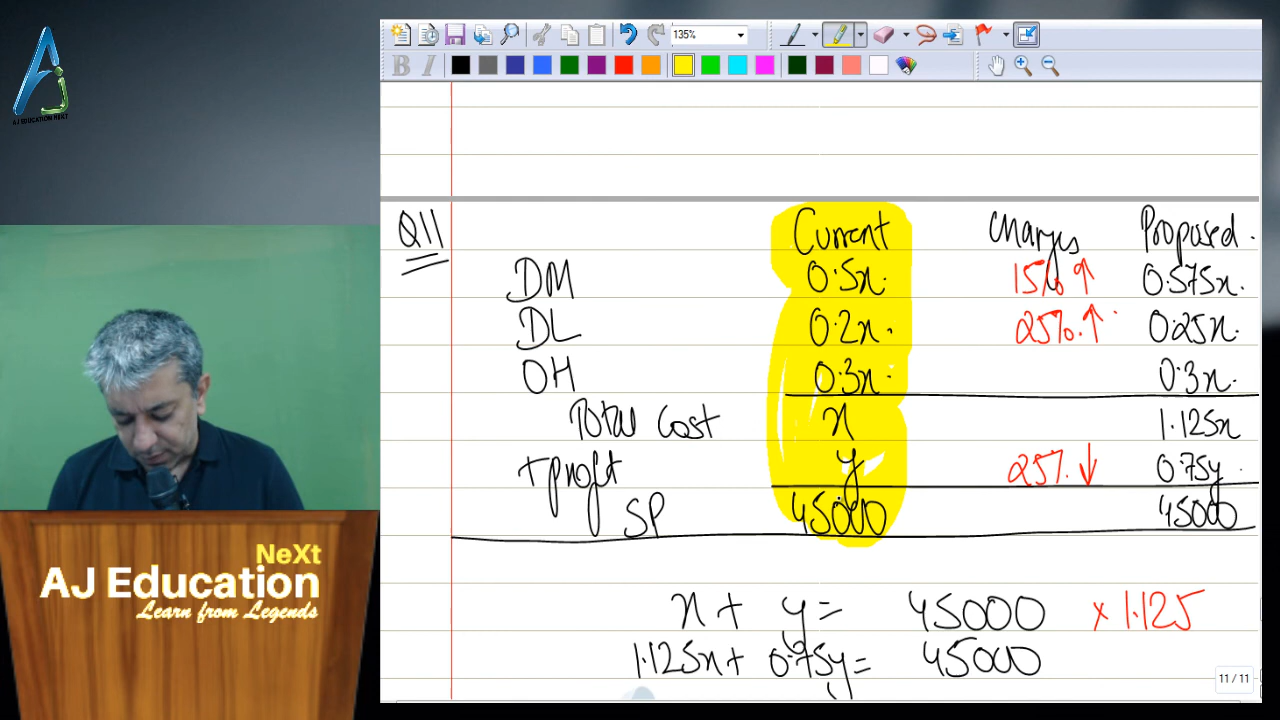 AJ EDUCATION NEXT
135%
B I
Q11 Current Charges Proposed.
DM 0.5x. 15% ↑ 0.575x.
DL 0.2x. 25%. ↑ 0.25x.
OH 0.3x. 0.3x.
Total Cost x 1.125x
+ profit y 25% ↓ 0.75y.
SP 45000 45000
x + y = 45000 × 1.125
1.125x + 0.75y = 45000
11 / 11
NeXt
AJ Education
Learn from Legends